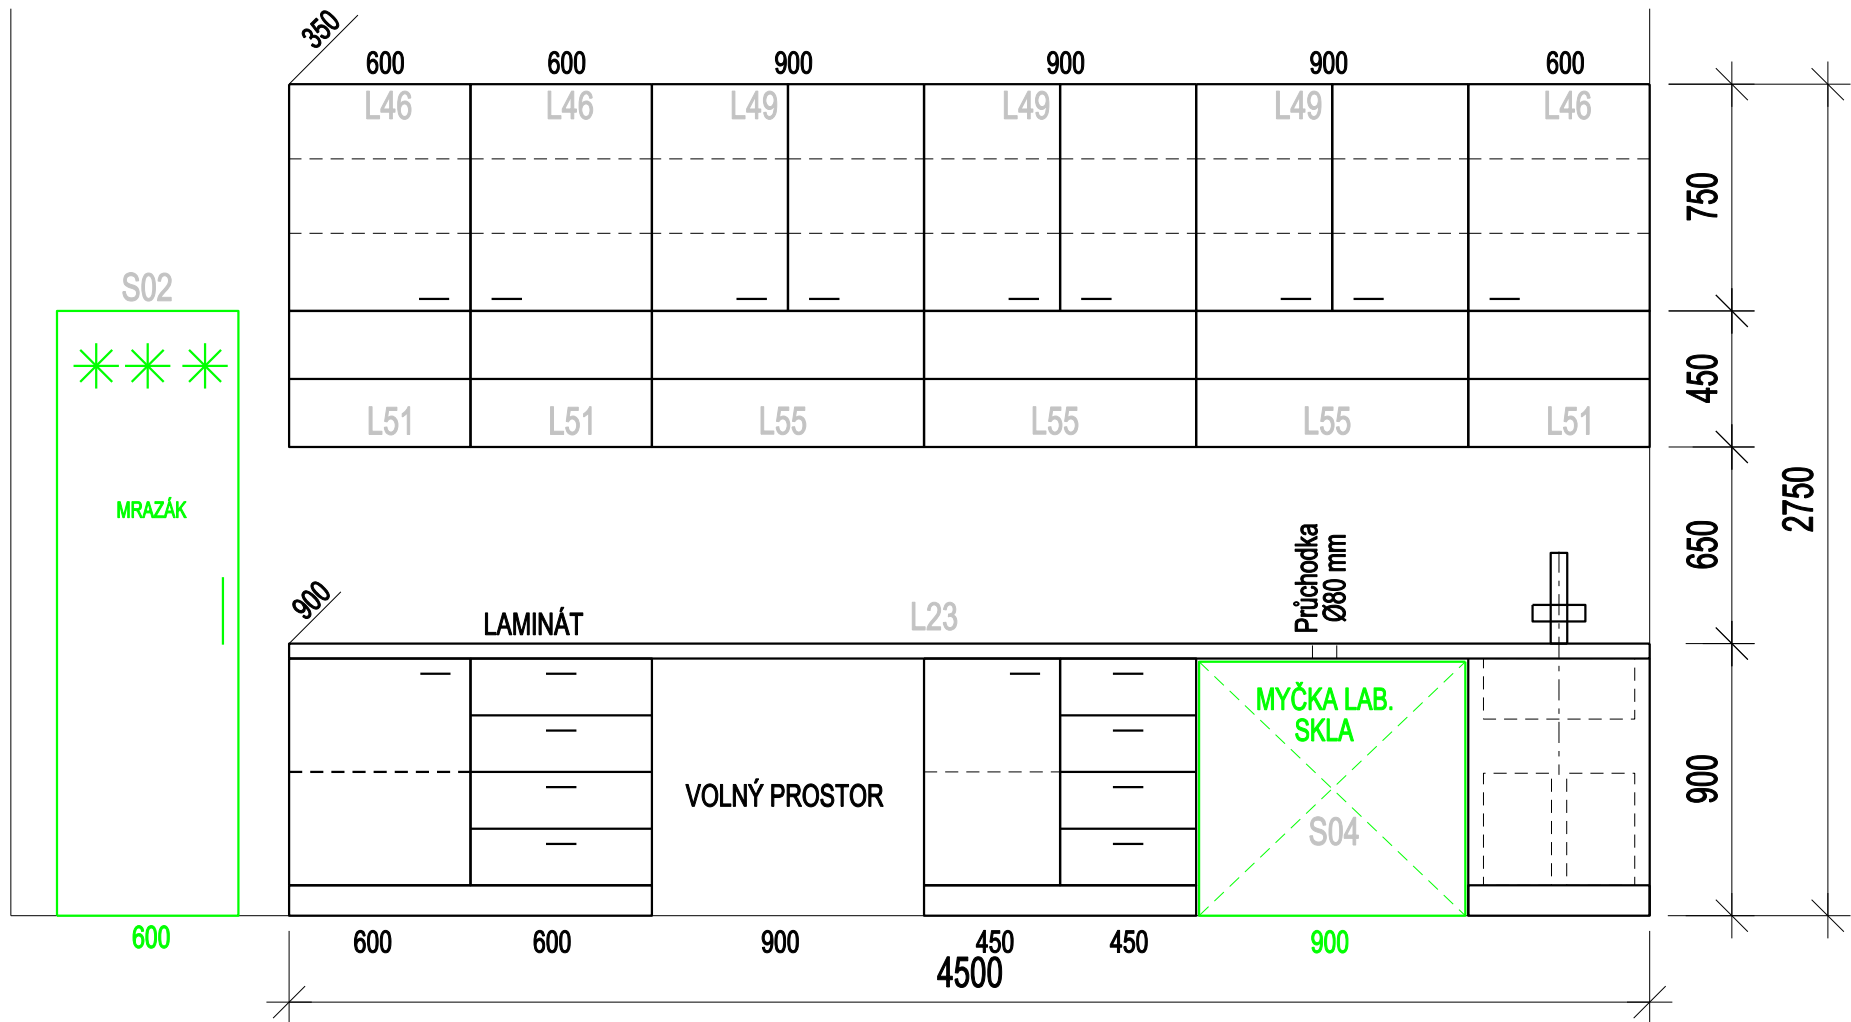 350
600 600 900 900 900 600
L46 L46 L49 L49 L49 L46
750
S02
450
L51 L51 L55 L55 L55 L51
MRAZÁK
2750
650
Průchodka
Ø80 mm
900
LAMINÁT
L23
MYČKA LAB.
SKLA
VOLNÝ PROSTOR
900
S04
600
600 600 900 450 450 900
4500